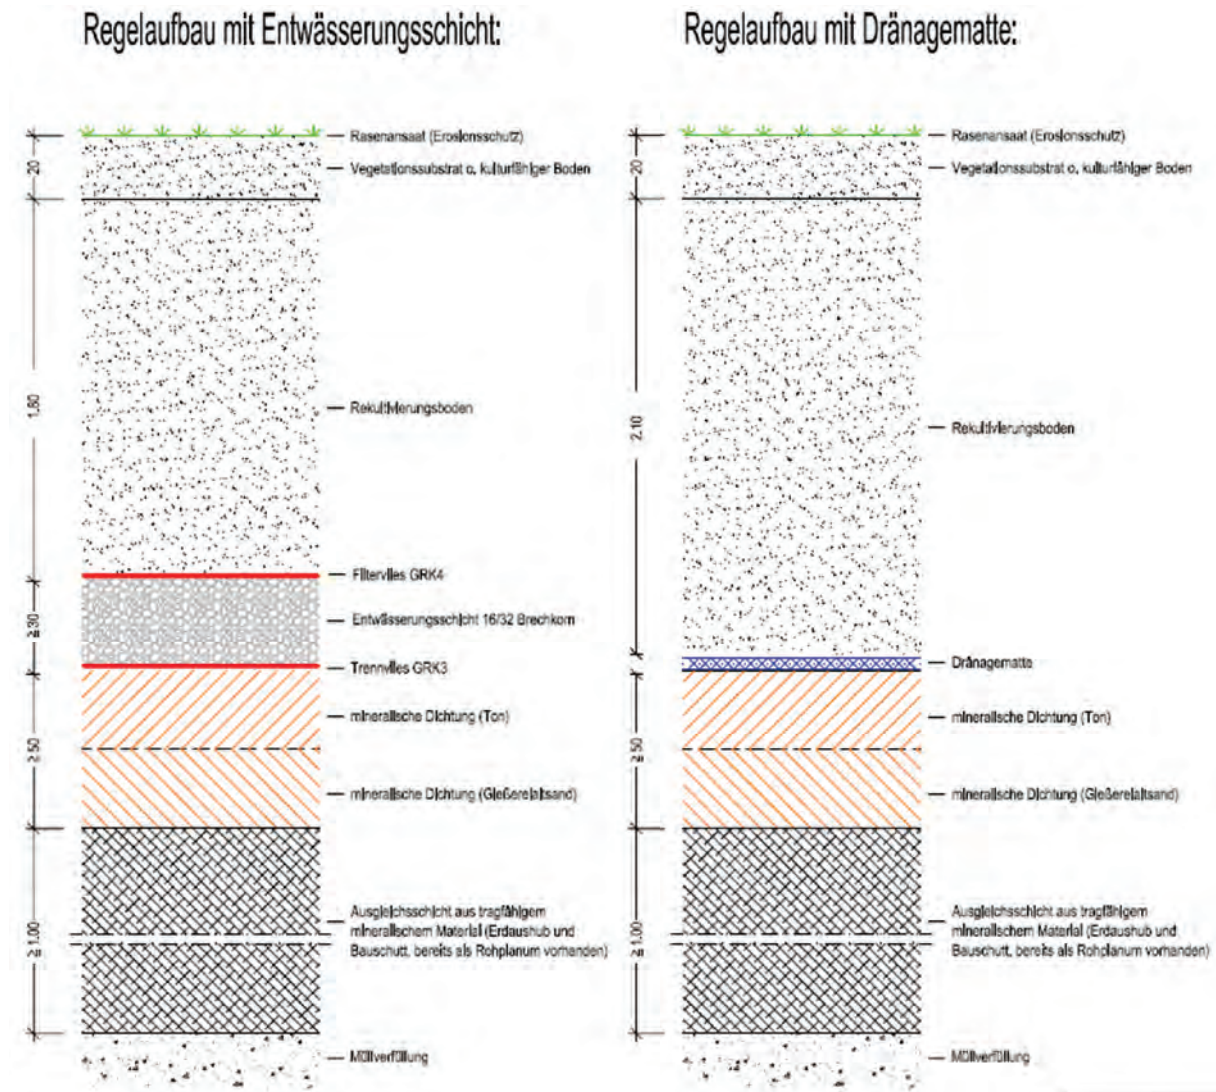 Regelaufbau mit Entwässerungsschicht:
20
1.80
≥.30
≥.50
≥1.00
Rasenansaat (Erosionsschutz)
Vegetationssubstrat o. kulturfähiger Boden
Rekultivierungsboden
Filtervlies GRK4
Entwässerungsschicht 16/32 Brechkorn
Trennvlies GRK3
mineralische Dichtung (Ton)
mineralische Dichtung (Gießereialtsand)
Ausgleichsschicht aus tragfähigem
mineralischem Material (Erdaushub und
Bauschutt, bereits als Rohplanum vorhanden)
Müllverfüllung
Regelaufbau mit Dränagematte:
20
2.10
≥.50
≥1.00
Rasenansaat (Erosionsschutz)
Vegetationssubstrat o. kulturfähiger Boden
Rekultivierungsboden
Dränagematte
mineralische Dichtung (Ton)
mineralische Dichtung (Gießereialtsand)
Ausgleichsschicht aus tragfähigem
mineralischem Material (Erdaushub und
Bauschutt, bereits als Rohplanum vorhanden)
Müllverfüllung